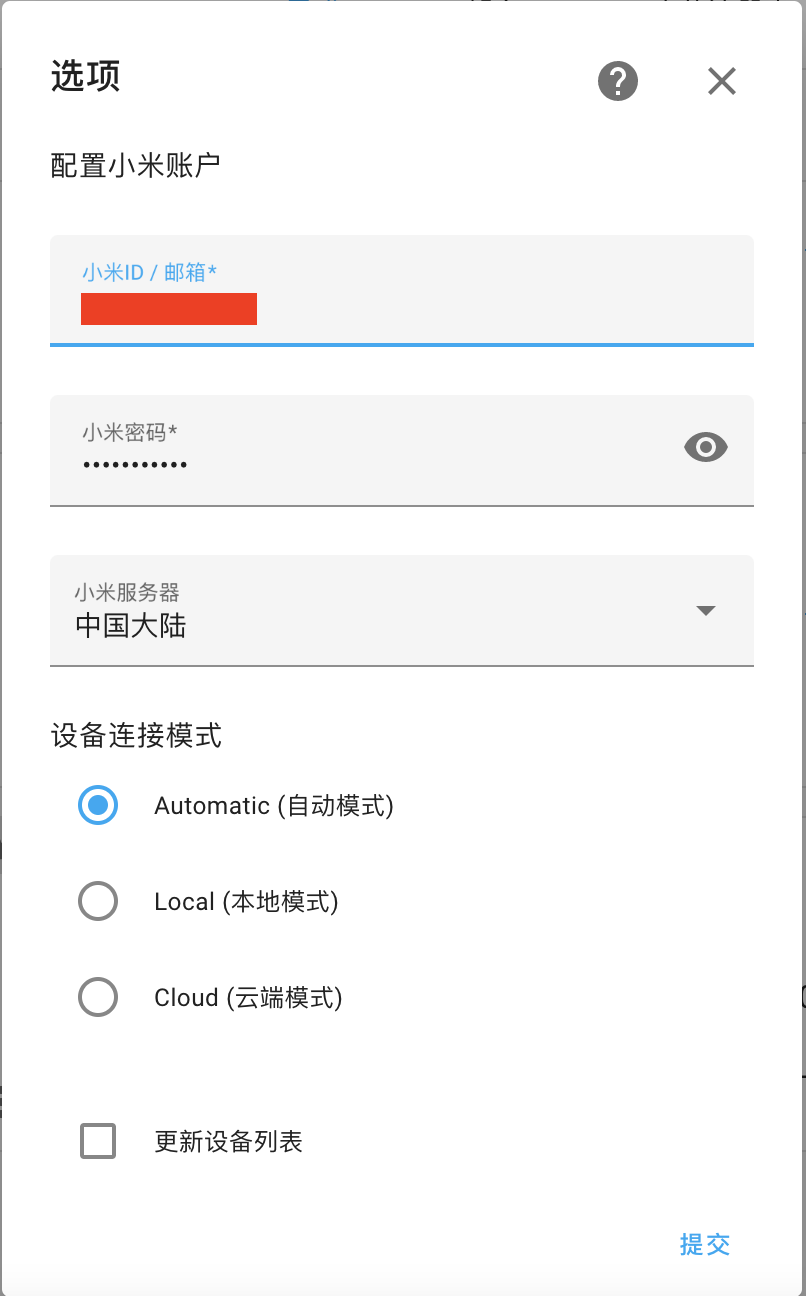 选项
配置小米账户
小米ID / 邮箱*
小米密码*
•••••••••••
小米服务器
中国大陆
设备连接模式
Automatic (自动模式)
Local (本地模式)
Cloud (云端模式)
更新设备列表
提交